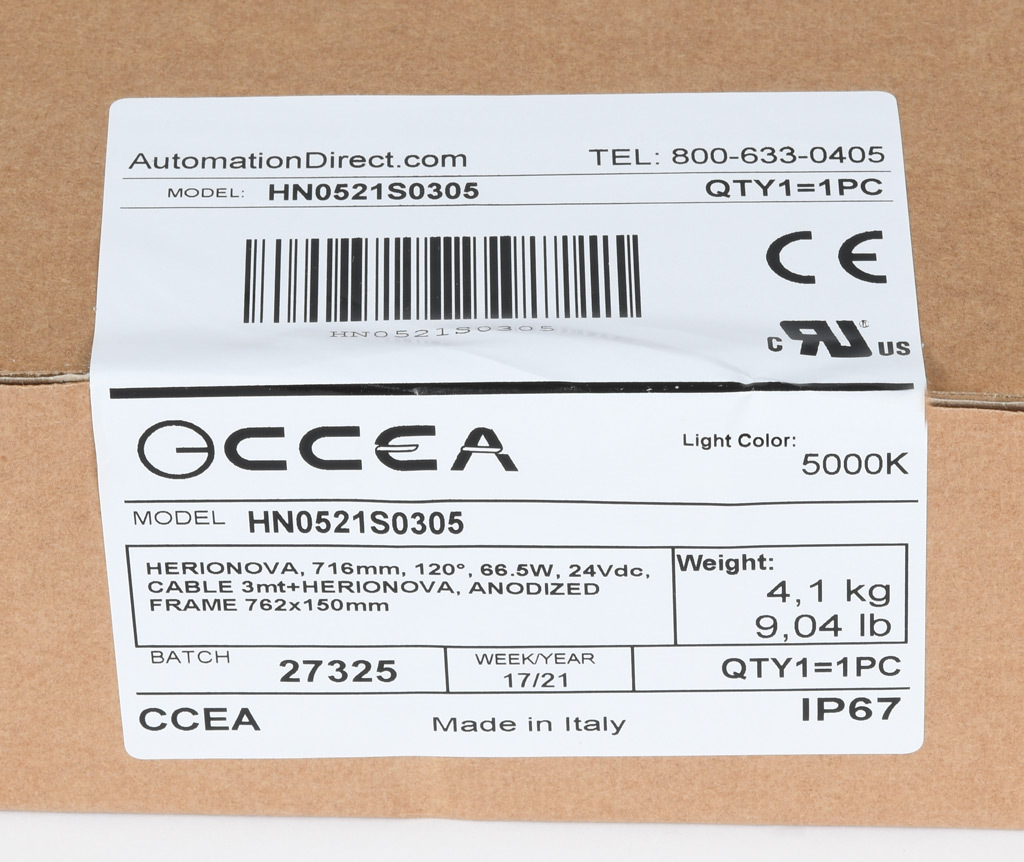 AutomationDirect.com TEL: 800-633-0405
MODEL: HN0521S0305 QTY1=1PC
CE
HN0521S0305
c RU ® US
CCEA Light Color:
5000K
MODEL HN0521S0305
HERIONOVA, 716mm, 120°, 66.5W, 24Vdc,
CABLE 3mt+HERIONOVA, ANODIZED
FRAME 762x150mm
Weight:
4,1 kg
9,04 lb
BATCH 27325 WEEK/YEAR
17/21 QTY1=1PC
CCEA Made in Italy IP67